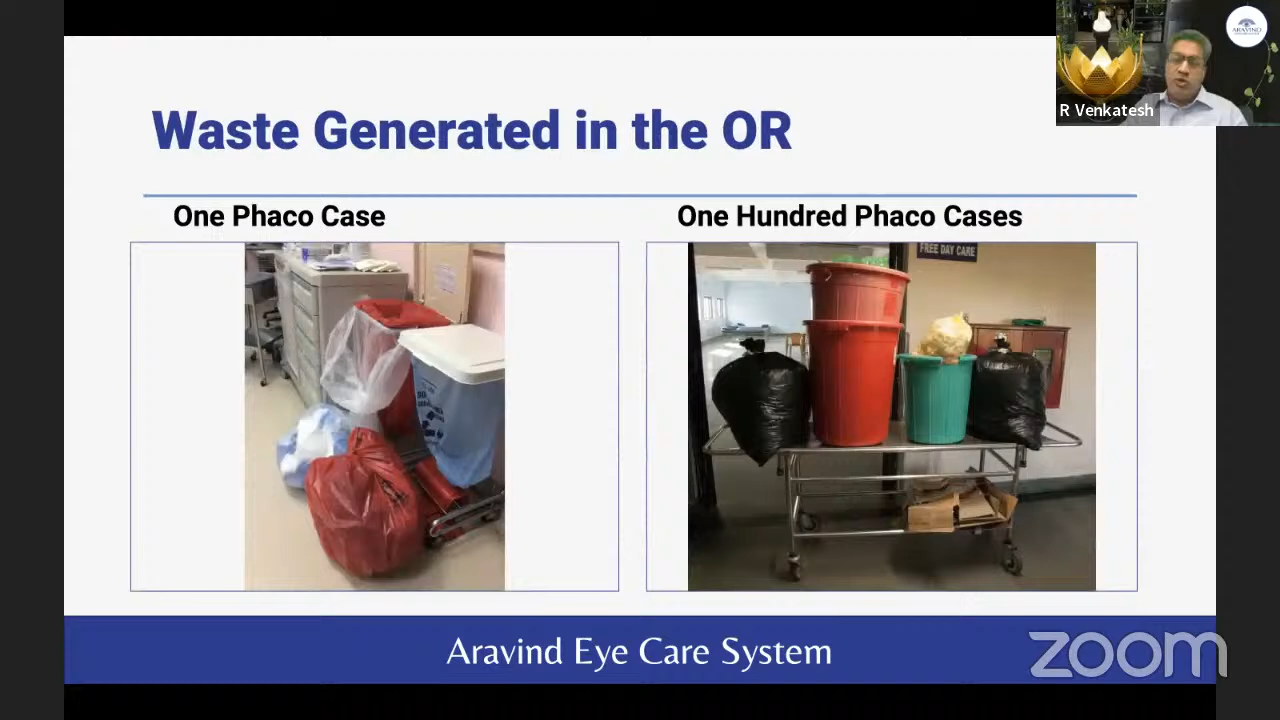 ARAVIND
R Venkatesh
Waste Generated in the OR
One Phaco Case
One Hundred Phaco Cases
FREE DAY CARE
Aravind Eye Care System
zoom